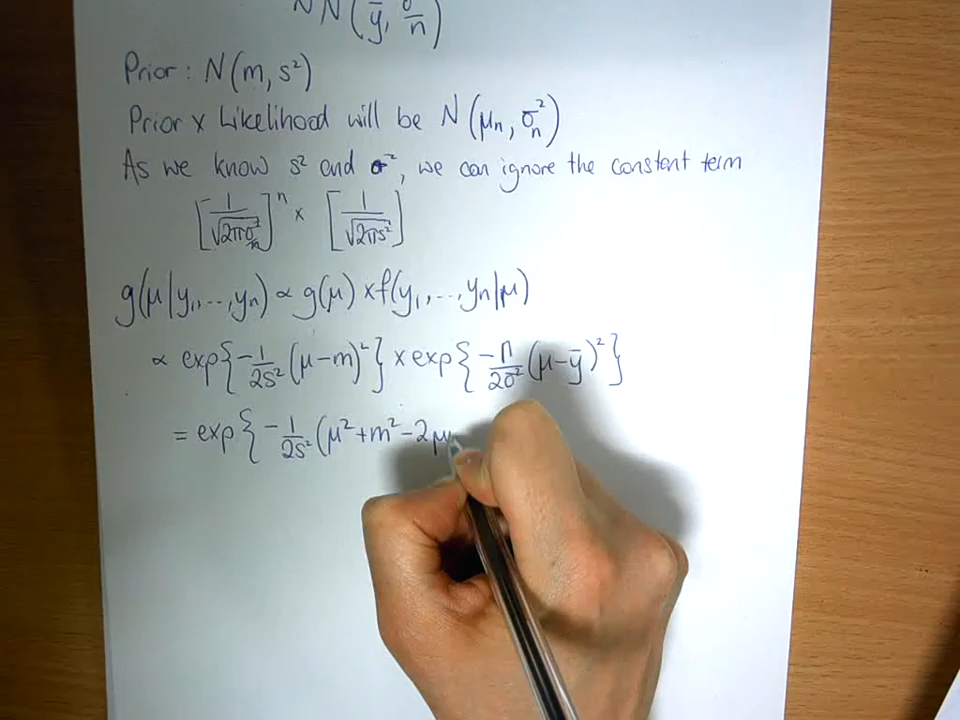 ~ N(ȳ, σ²/n)
Prior: N(m, s²)
Prior x Likelihood will be N(μn, σn²)
As we know s² and σ², we can ignore the constant term
[1/√(2πσ²/n)]ⁿ x [1/√(2πs²)]
g(μ|y₁,...,yn) ∝ g(μ) x f(y₁,...,yn|μ)
∝ exp{-1/2s² (μ-m)²} x exp{-n/2σ² (μ-ȳ)²}
= exp{-1/2s² (μ²+m²-2μ